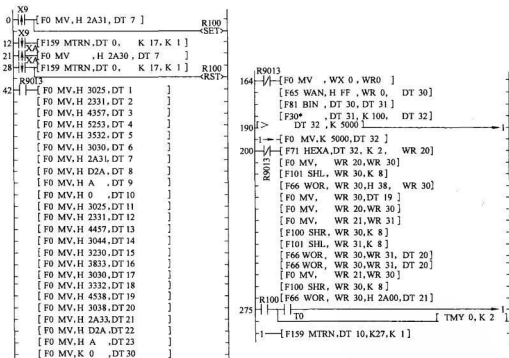 X9
0 [F0 MV,H 2A31,DT 7 ] R100
<SET>
X9
12 [F159 MTRN,DT 0, K 17,K 1 ]
XA
21 [F0 MV ,H 2A30,DT 7 ]
XA
28 [F159 MTRN,DT 0, K 17,K 1 ] R100
<RST>
R9013
42 [ F0 MV,H 3025,DT 1 ]
[ F0 MV,H 2331,DT 2 ]
[ F0 MV,H 4357,DT 3 ]
[ F0 MV,H 5253,DT 4 ]
[ F0 MV,H 3532,DT 5 ]
[ F0 MV,H 3030,DT 6 ]
[ F0 MV,H 2A31,DT 7 ]
[ F0 MV,H D2A,DT 8 ]
[ F0 MV,H A ,DT 9 ]
[ F0 MV,H 0 ,DT 10 ]
[ F0 MV,H 3025,DT 11 ]
[ F0 MV,H 2331,DT 12 ]
[ F0 MV,H 4457,DT 13 ]
[ F0 MV,H 3044,DT 14 ]
[ F0 MV,H 3230,DT 15 ]
[ F0 MV,H 3833,DT 16 ]
[ F0 MV,H 3030,DT 17 ]
[ F0 MV,H 3332,DT 18 ]
[ F0 MV,H 4538,DT 19 ]
[ F0 MV,H 3038,DT 20 ]
[ F0 MV,H 2A33,DT 21 ]
[ F0 MV,H D2A,DT 22 ]
[ F0 MV,H A ,DT 23 ]
[ F0 MV,K 0 ,DT 30 ]
R9013
164 [F0 MV , WX 0 , WR0 ]
[F65 WAN, H FF , WR 0, DT 30]
[F81 BIN , DT 30, DT 31 ]
[F30* , DT 31, K 100, DT 32]
190 > DT 32 , K 5000 1
1 [F0 MV,K 5000,DT 32 ]
200 [ F71 HEXA,DT 32, K 2, WR 20]
R9013
[ F0 MV, WR 20,WR 30]
[F101 SHL, WR 30,K 8]
[F66 WOR, WR 30,H 38, WR 30]
[F0 MV, WR 30,DT 19 ]
[F0 MV, WR 20,WR 30]
[F0 MV, WR 21,WR 31]
[F100 SHR, WR 30,K 8]
[F101 SHL, WR 31,K 8]
[F66 WOR, WR 30,WR 31, DT 20]
[F66 WOR, WR 30,WR 31, DT 20]
[F0 MV, WR 21,WR 30]
[F100 SHR, WR 30,K 8]
[F66 WOR, WR 30,H 2A00,DT 21]
R100
275 1
T0 [ TMY 0, K 2 ]
1 [F159 MTRN,DT 10,K27,K 1]